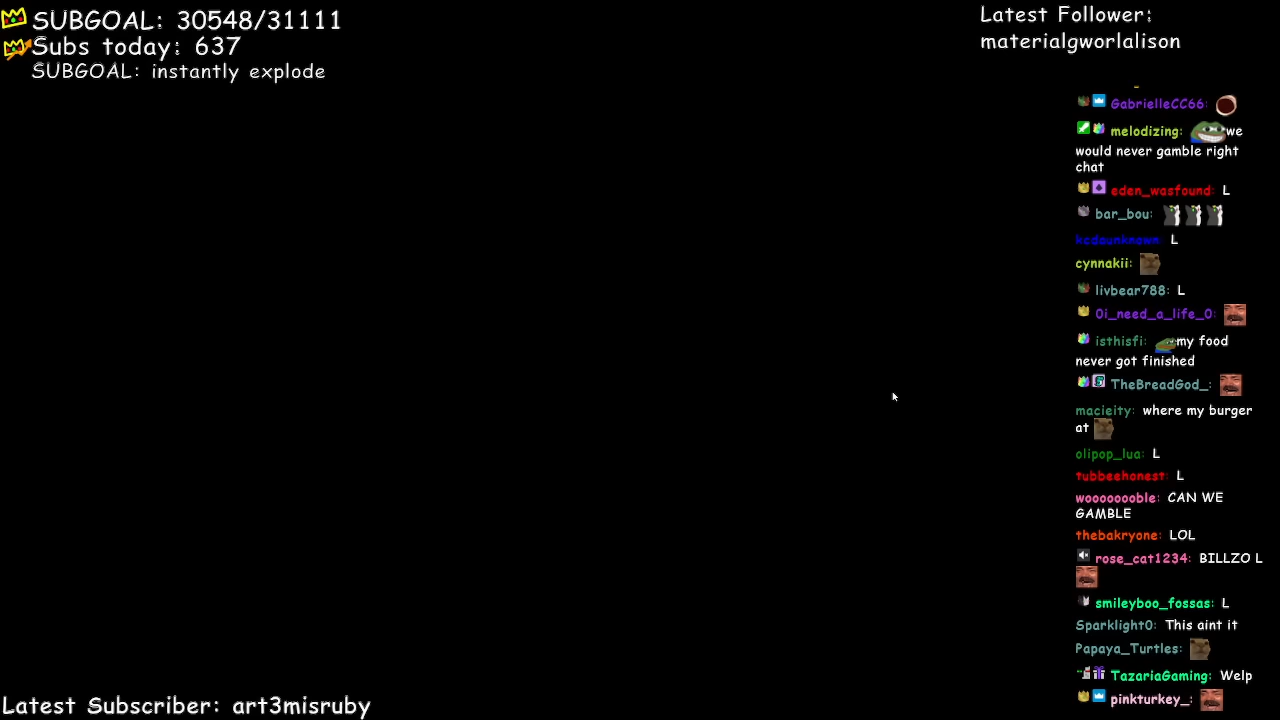 SUBGOAL: 30548/31111
Subs today: 637
SUBGOAL: instantly explode
Latest Follower:
materialgworlalison
GabrielleCC66:
melodizing: we
would never gamble right
chat
eden_wasfound: L
bar_bou:
kcdqunknown L
cynnakii:
livbear788: L
0i_need_a_life_0:
isthisfi: my food
never got finished
TheBreadGod_:
macieity: where my burger
at
olipop_lua: L
tubbeehonest: L
woooooooble: CAN WE
GAMBLE
thebakryone: LOL
rose_cat1234: BILLZO L
smileyboo_fossas: L
Sparklight0: This aint it
Papaya_Turtles:
TazariaGaming: Welp
pinkturkey_:
Latest Subscriber: art3misruby